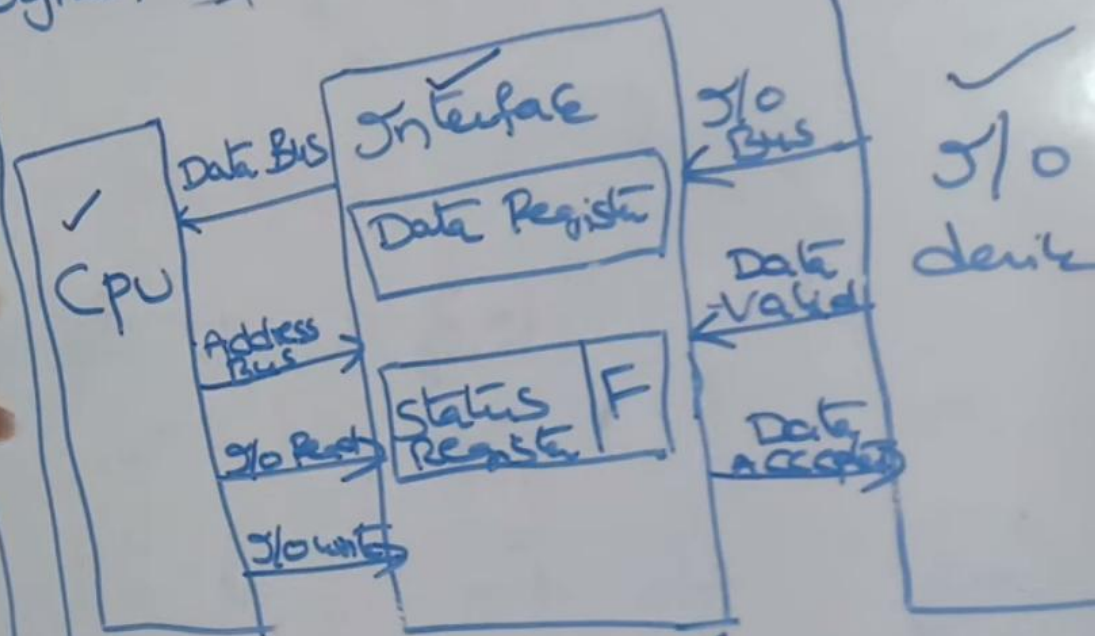 Interface
I/O
Bus
Data Bus
Data Register
I/O
device
CPU
Data
Valid
Address
Bus
Status
Register
F
I/O Read
Data
Accepted
I/O write